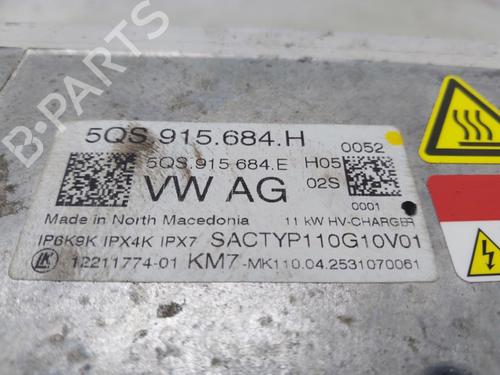 5QS.915.684.H
0052
5QS.915 684.E H05
VW AG 02S
0001
Made in North Macedonia 11 kW HV-CHARGER
IP6K9K IPX4K IPX7 SACTYP110G10V01
LK 12211774-01 KM7-MK110.04.2531070061
B-PARTS